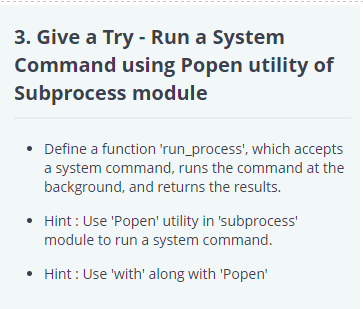 3. Give a Try - Run a System
Command using Popen utility of
Subprocess module
• Define a function 'run_process', which accepts
a system command, runs the command at the
background, and returns the results.
• Hint : Use 'Popen' utility in 'subprocess'
module to run a system command.
• Hint : Use 'with' along with 'Popen'